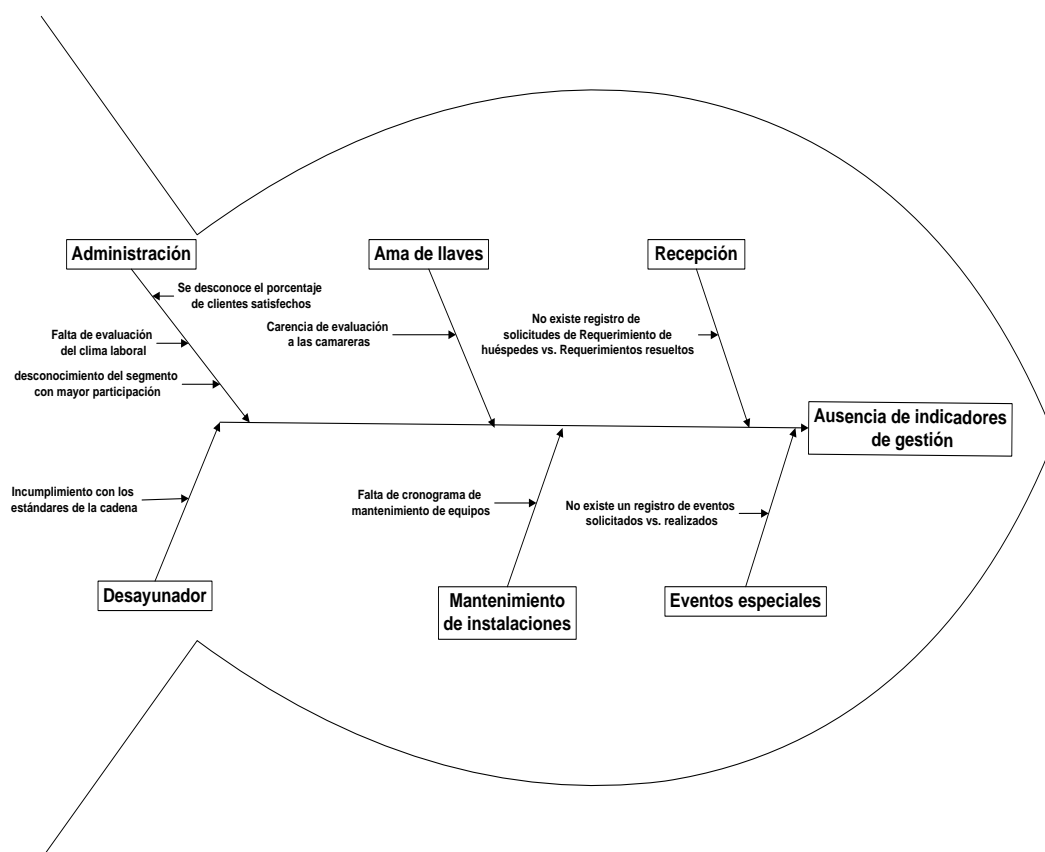 Administración
Ama de llaves
Recepción
Se desconoce el porcentaje
de clientes satisfechos
Falta de evaluación
del clima laboral
desconocimiento del segmento
con mayor participación
Carencia de evaluación
a las camareras
No existe registro de
solicitudes de Requerimiento de
huéspedes vs. Requerimientos resueltos
Ausencia de indicadores
de gestión
Incumplimiento con los
estándares de la cadena
Falta de cronograma de
mantenimiento de equipos
No existe un registro de eventos
solicitados vs. realizados
Desayunador
Mantenimiento
de instalaciones
Eventos especiales